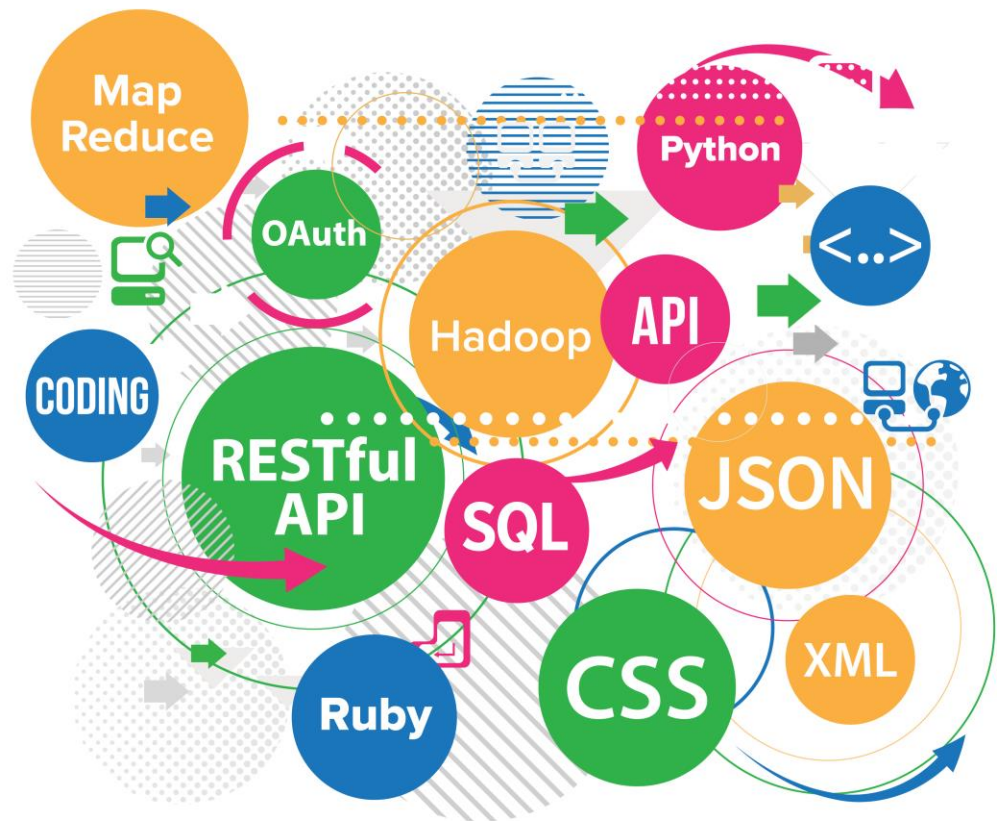 Map
Reduce
Python
OAuth
<..>
Hadoop
API
CODING
RESTful
API
JSON
SQL
XML
CSS
Ruby